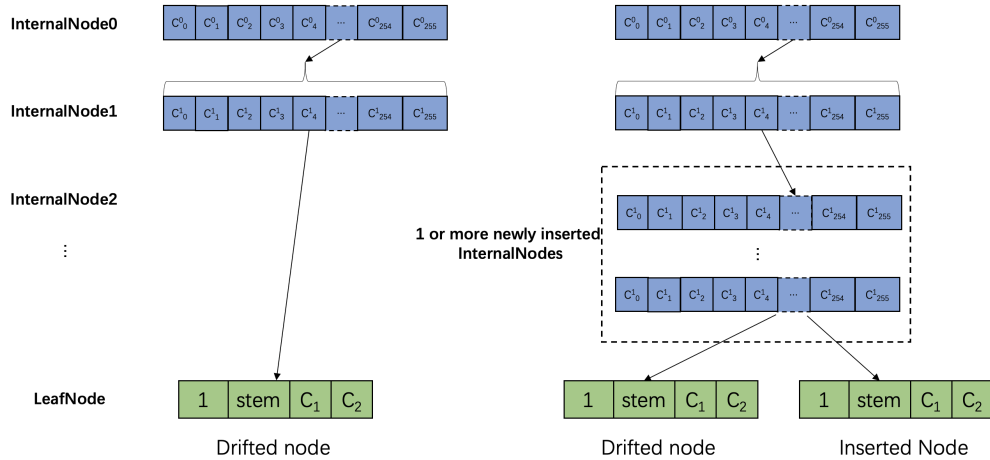 InternalNode0 C⁰₀ C⁰₁ C⁰₂ C⁰₃ C⁰₄ ... C⁰₂₅₄ C⁰₂₅₅ C⁰₀ C⁰₁ C⁰₂ C⁰₃ C⁰₄ ... C⁰₂₅₄ C⁰₂₅₅
InternalNode1 C¹₀ C¹₁ C¹₂ C¹₃ C¹₄ ... C¹₂₅₄ C¹₂₅₅ C¹₀ C¹₁ C¹₂ C¹₃ C¹₄ ... C¹₂₅₄ C¹₂₅₅
InternalNode2 C¹₀ C¹₁ C¹₂ C¹₃ C¹₄ ... C¹₂₅₄ C¹₂₅₅
⋮
1 or more newly inserted
InternalNodes
⋮
C¹₀ C¹₁ C¹₂ C¹₃ C¹₄ ... C¹₂₅₄ C¹₂₅₅
LeafNode 1 stem C₁ C₂ 1 stem C₁ C₂ 1 stem C₁ C₂
Drifted node Drifted node Inserted Node